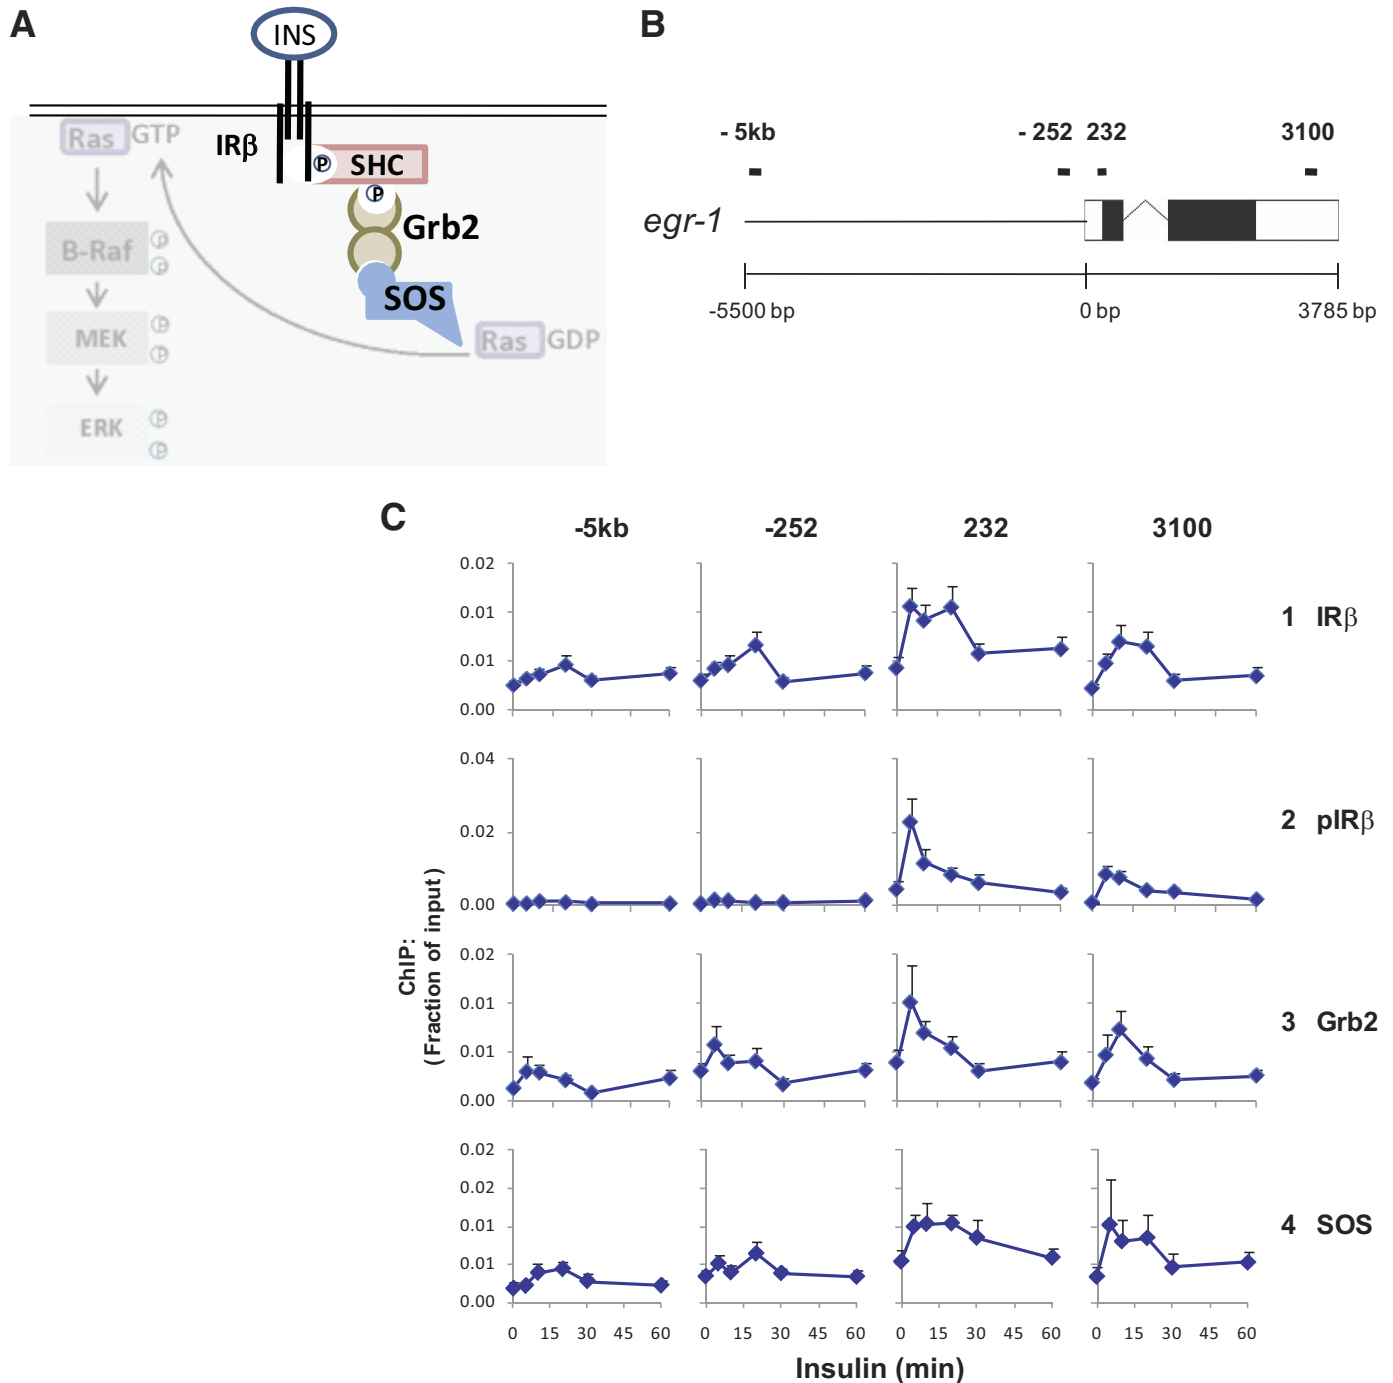 A
INS
Ras GTP
IRβ
P SHC
P
Grb2
B-Raf P
P
SOS
MEK P
P
Ras GDP
ERK P
P
B
- 5kb - 252 232 3100
egr-1
-5500 bp 0 bp 3785 bp
C
-5kb -252 232 3100
0.02
0.01
0.01
0.00
1 IRβ
0.04
0.02
0.00
2 pIRβ
0.02
0.01
0.01
0.00
3 Grb2
0.02
0.02
0.01
0.01
0.00
4 SOS
ChIP:
(Fraction of input)
0 15 30 45 60 0 15 30 45 60 0 15 30 45 60 0 15 30 45 60
Insulin (min)